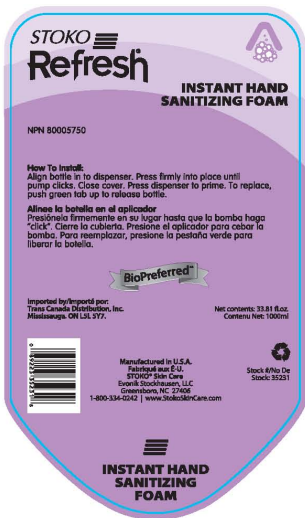 STOKO
Refresh
INSTANT HAND
SANITIZING FOAM
NPN 80005750
How To Install:
Align bottle in to dispenser. Press firmly into place until
pump clicks. Close cover. Press dispenser to prime. To replace,
push green tab up to release bottle.
Alinee la botella en el aplicador
Presiónela firmemente en su lugar hasta que la bomba haga
"click". Cierre la cubierta. Presione el aplicador para cebar la
bomba. Para reemplazar, presione la pestaña verde para
liberar la botella.
BioPreferred™
Imported by/Importé par:
Trans Canada Distribution, Inc.
Mississauga. ON L5L 5Y7.
Net contents: 33.81 fl.oz.
Contenu Net: 1000ml
Manufactured in U.S.A.
Fabriqué aux É-U.
STOKO® Skin Care
Evonik Stockhausen, LLC
Greensboro, NC 27406
1-800-334-0242 | www.StokoSkinCare.com
Stock #/No De
Stock: 35231
INSTANT HAND
SANITIZING
FOAM